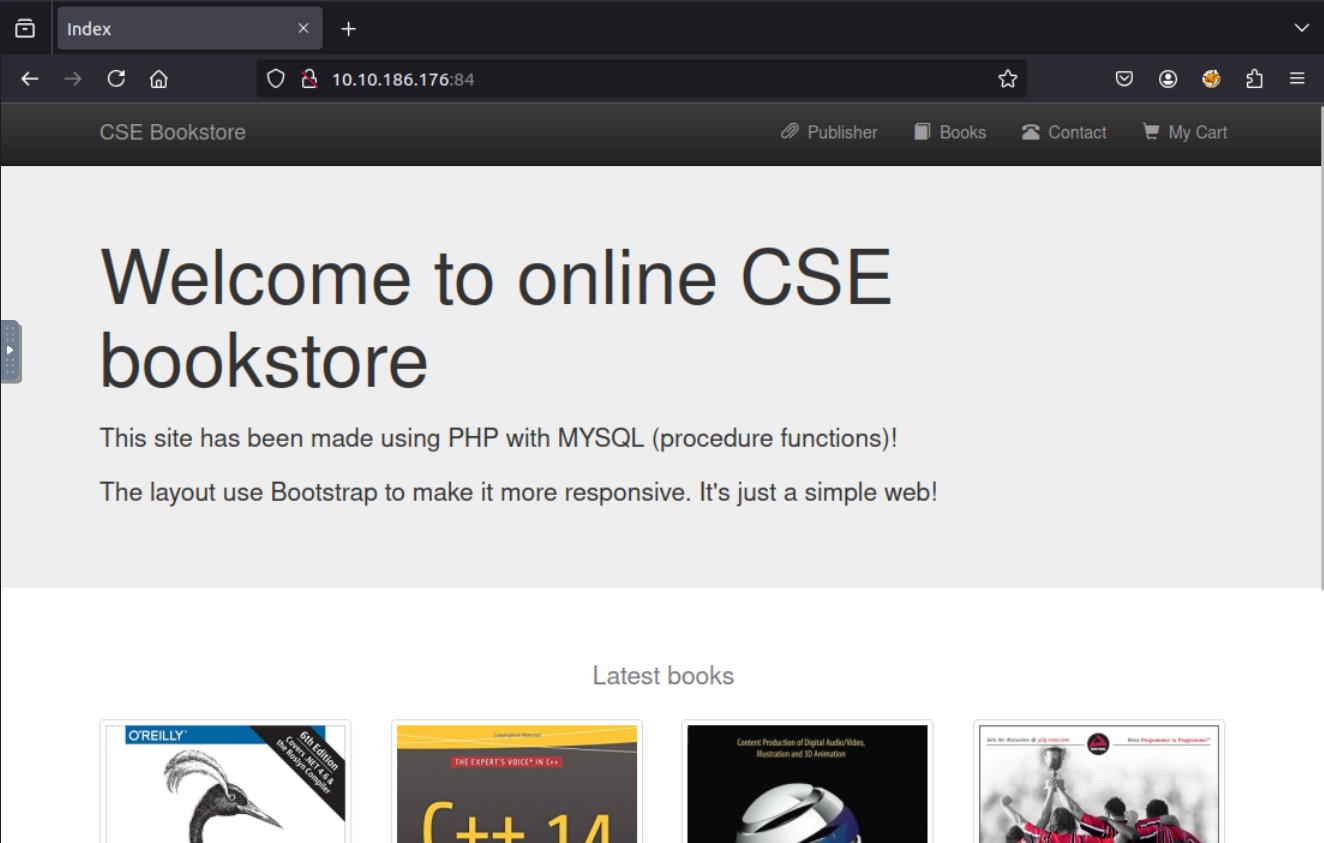 Index
10.10.186.176:84
CSE Bookstore
Publisher
Books
Contact
My Cart
Welcome to online CSE
bookstore
This site has been made using PHP with MYSQL (procedure functions)!
The layout use Bootstrap to make it more responsive. It's just a simple web!
Latest books
O'REILLY
6th Edition
Covers .NET 4.6 &
the Roslyn Compiler
Copyrighted Material
THE EXPERT'S VOICE® IN C++
C++ 14
Content Production of Digital Audio/Video,
Illustration and 3D Animation
Join the discussion @ p2p.wrox.com
Wrox Programmer to Programmer™